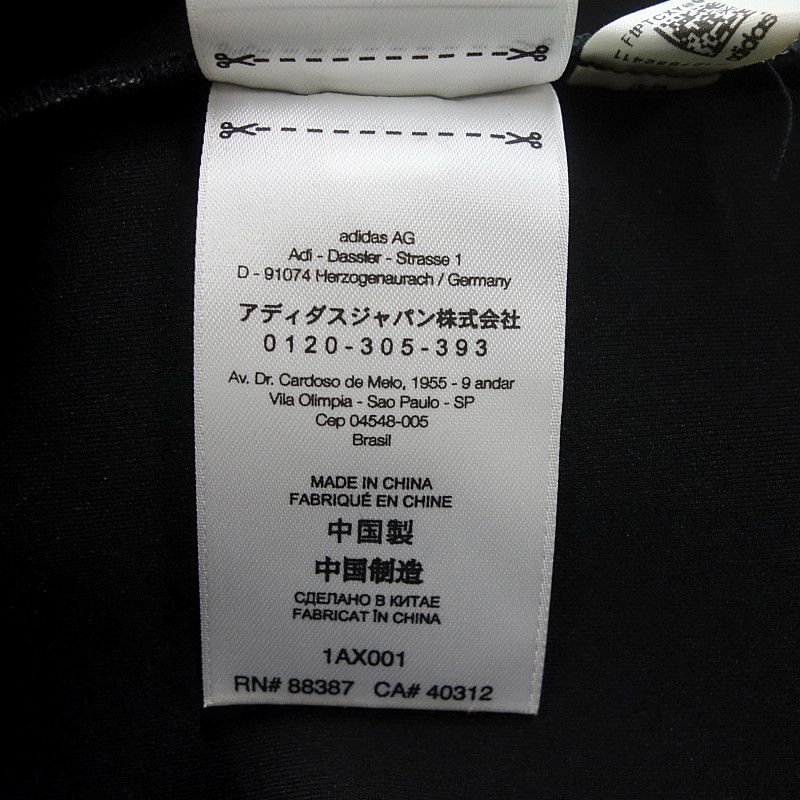 adidas
adidas AG
Adi - Dassler - Strasse 1
D - 91074 Herzogenaurach / Germany
アディダスジャパン株式会社
0120-305-393
Av. Dr. Cardoso de Melo, 1955 - 9 andar
Vila Olimpia - Sao Paulo - SP
Cep 04548-005
Brasil
MADE IN CHINA
FABRIQUÉ EN CHINE
中国製
中国制造
СДЕЛАНО В КИТАЕ
FABRICAT ÎN CHINA
1AX001
RN# 88387 CA# 40312